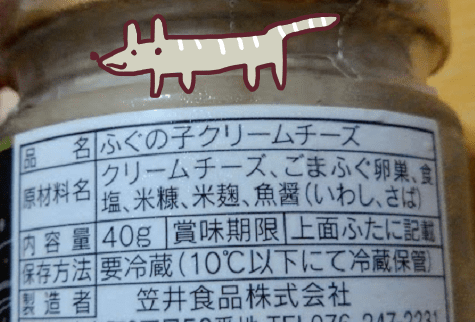 品名 ふぐの子クリームチーズ
原材料名 クリームチーズ、ごまふぐ卵巣、食
塩、米糠、米麹、魚醤(いわし、さば)
内容量 40g 賞味期限 上面ふたに記載
保存方法 要冷蔵(10℃以下にて冷蔵保管)
製造者 笠井食品株式会社
TEL076-247-2231